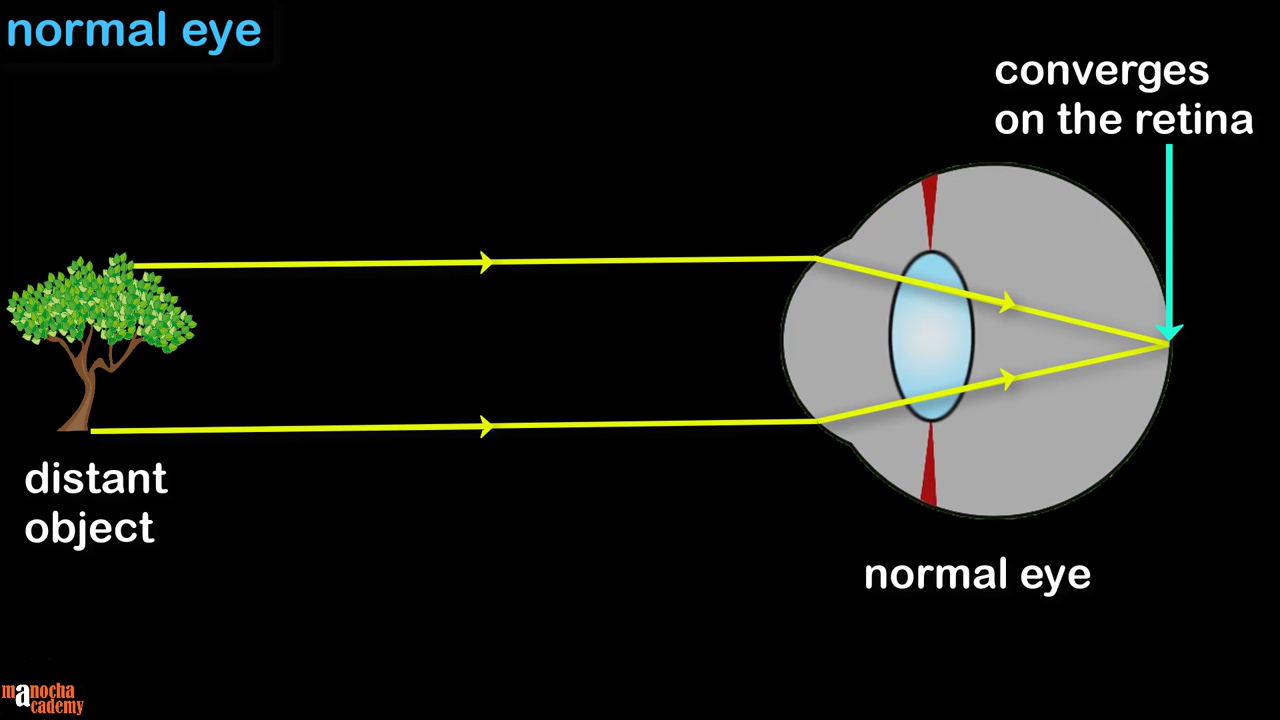 normal eye
converges
on the retina
distant
object
normal eye
manocha
academy